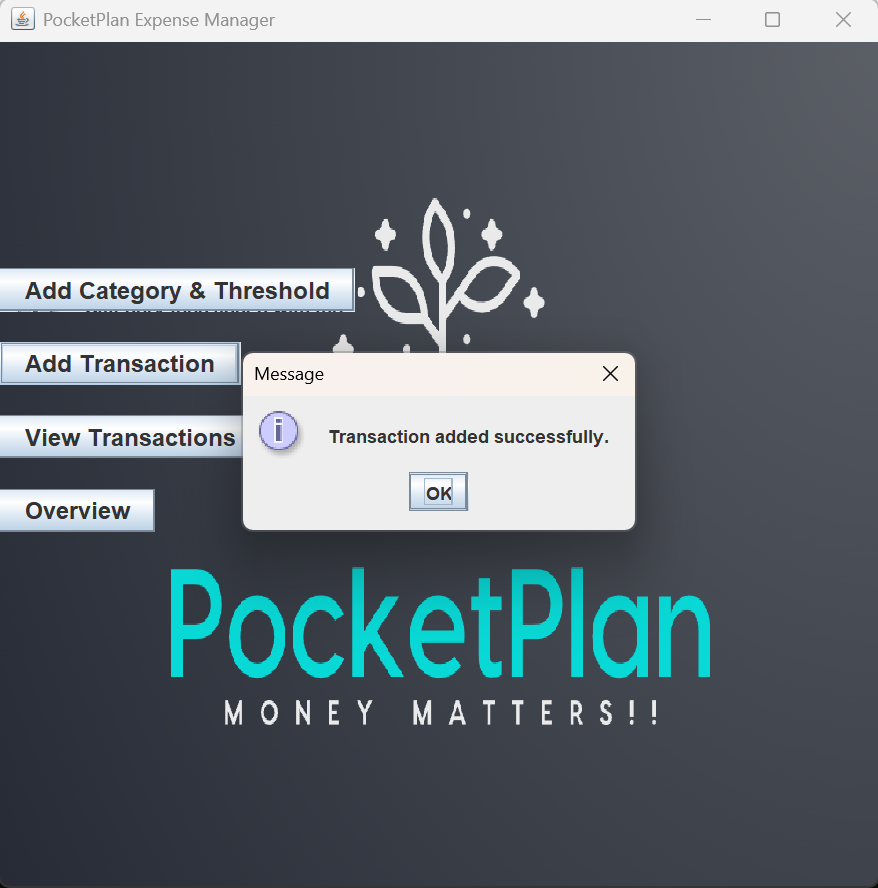 PocketPlan Expense Manager
Add Category & Threshold
Add Transaction
Message
Transaction added successfully.
View Transactions
OK
Overview
PocketPlan
MONEY MATTERS!!